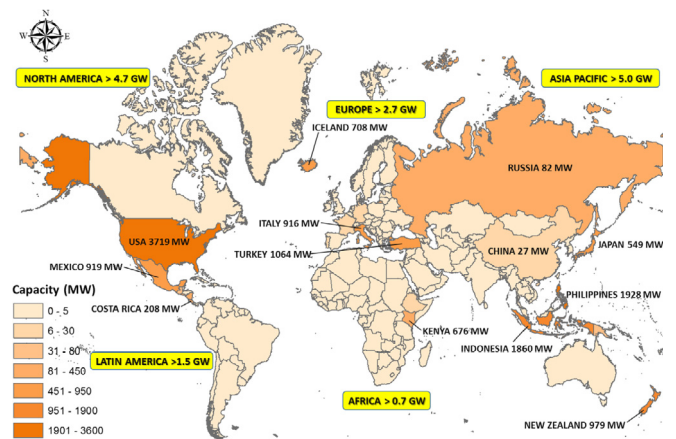 N
W E
S
NORTH AMERICA > 4.7 GW
ASIA PACIFIC > 5.0 GW
EUROPE > 2.7 GW
ICELAND 708 MW
RUSSIA 82 MW
ITALY 916 MW
USA 3719 MW
TURKEY 1064 MW
CHINA 27 MW
JAPAN 549 MW
MEXICO 919 MW
PHILIPPINES 1928 MW
COSTA RICA 208 MW
KENYA 676 MW
INDONESIA 1860 MW
LATIN AMERICA >1.5 GW
AFRICA > 0.7 GW
NEW ZEALAND 979 MW
Capacity (MW)
0 - 5
6 - 30
31 - 80
81 - 450
451 - 950
951 - 1900
1901 - 3600